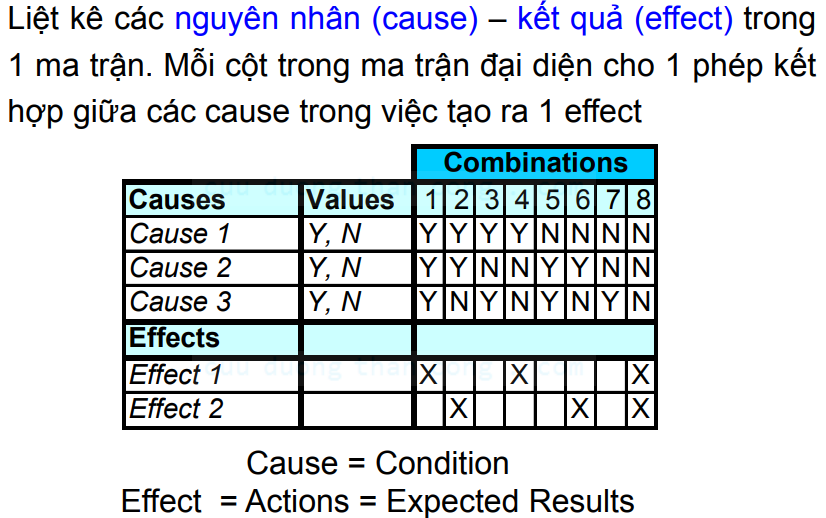 Liệt kê các nguyên nhân (cause) – kết quả (effect) trong
1 ma trận. Mỗi cột trong ma trận đại diện cho 1 phép kết
hợp giữa các cause trong việc tạo ra 1 effect
Combinations
Causes Values 1 2 3 4 5 6 7 8
Cause 1 Y, N Y Y Y Y N N N N
Cause 2 Y, N Y Y N N Y Y N N
Cause 3 Y, N Y N Y N Y N Y N
Effects
Effect 1 X X X
Effect 2 X X X
Cause = Condition
Effect = Actions = Expected Results